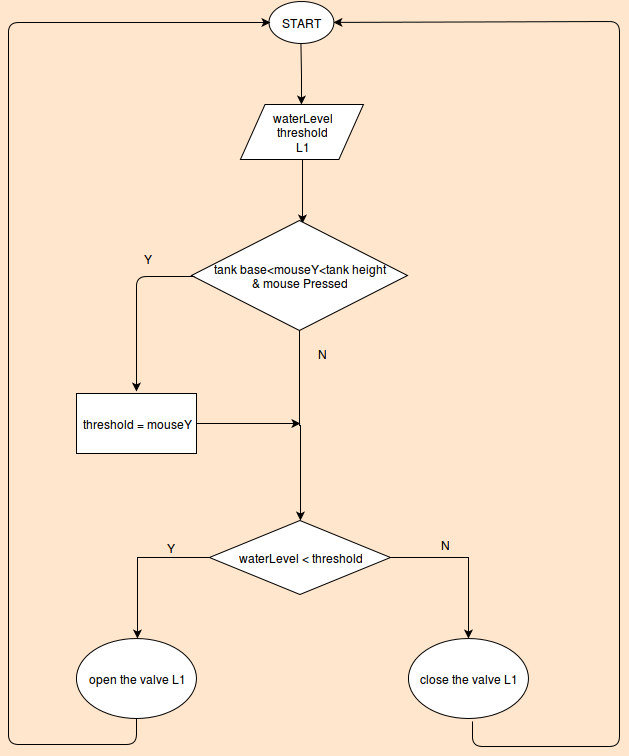 START
waterLevel
threshold
L1
tank base<mouseY<tank height
& mouse Pressed
Y
N
threshold = mouseY
waterLevel < threshold
Y
N
open the valve L1
close the valve L1